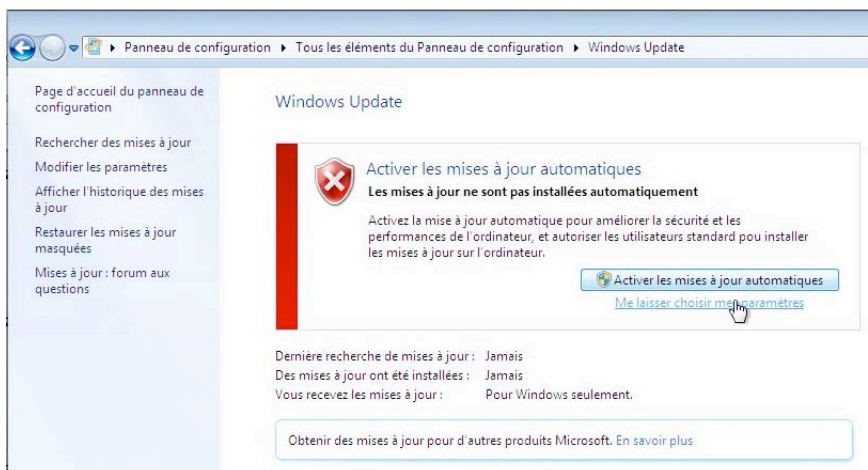 Panneau de configuration ▸ Tous les éléments du Panneau de configuration ▸ Windows Update
Page d'accueil du panneau de
configuration
Rechercher des mises à jour
Modifier les paramètres
Afficher l'historique des mises
à jour
Restaurer les mises à jour
masquées
Mises à jour : forum aux
questions
Windows Update
Activer les mises à jour automatiques
Les mises à jour ne sont pas installées automatiquement
Activez la mise à jour automatique pour améliorer la sécurité et les
performances de l'ordinateur, et autoriser les utilisateurs standard pou installer
les mises à jour sur l'ordinateur.
Activer les mises à jour automatiques
Me laisser choisir mes paramètres
Dernière recherche de mises à jour : Jamais
Des mises à jour ont été installées : Jamais
Vous recevez les mises à jour : Pour Windows seulement.
Obtenir des mises à jour pour d'autres produits Microsoft. En savoir plus